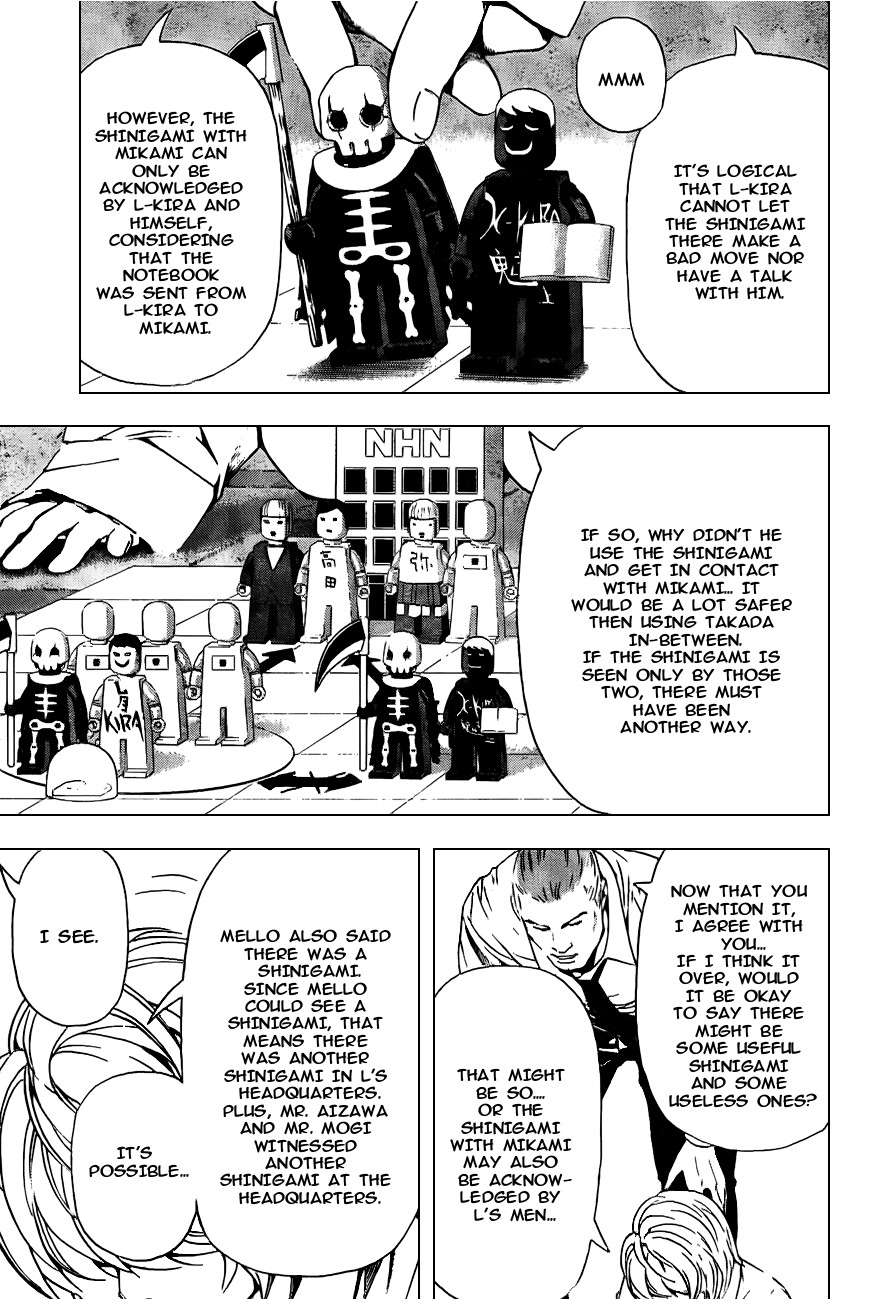 MMM
IT'S LOGICAL
THAT L-KIRA
CANNOT LET
THE SHINIGAMI
THERE MAKE A
BAD MOVE NOR
HAVE A TALK
WITH HIM.
HOWEVER, THE
SHINIGAMI WITH
MIKAMI CAN
ONLY BE
ACKNOWLEDGED
BY L-KIRA AND
HIMSELF,
CONSIDERING
THAT THE
NOTEBOOK
WAS SENT FROM
L-KIRA TO
MIKAMI.
X-KIRA
IF SO, WHY DIDN'T HE
USE THE SHINIGAMI
AND GET IN CONTACT
WITH MIKAMI... IT
WOULD BE A LOT SAFER
THEN USING TAKADA
IN-BETWEEN.
IF THE SHINIGAMI IS
SEEN ONLY BY THOSE
TWO, THERE MUST
HAVE BEEN
ANOTHER WAY.
NHN
高田
弥
KIRA
X-KIRA
NOW THAT YOU
MENTION IT,
I AGREE WITH
YOU...
IF I THINK IT
OVER, WOULD
IT BE OKAY
TO SAY THERE
MIGHT BE
SOME USEFUL
SHINIGAMI
AND SOME
USELESS ONES?
THAT MIGHT
BE SO....
OR THE
SHINIGAMI
WITH MIKAMI
MAY ALSO
BE ACKNOW-
LEDGED BY
L'S MEN...
MELLO ALSO SAID
THERE WAS A
SHINIGAMI.
SINCE MELLO
COULD SEE A
SHINIGAMI, THAT
MEANS THERE
WAS ANOTHER
SHINIGAMI IN L'S
HEADQUARTERS.
PLUS, MR. AIZAWA
AND MR. MOGI
WITNESSED
ANOTHER
SHINIGAMI AT THE
HEADQUARTERS.
I SEE.
IT'S
POSSIBLE...